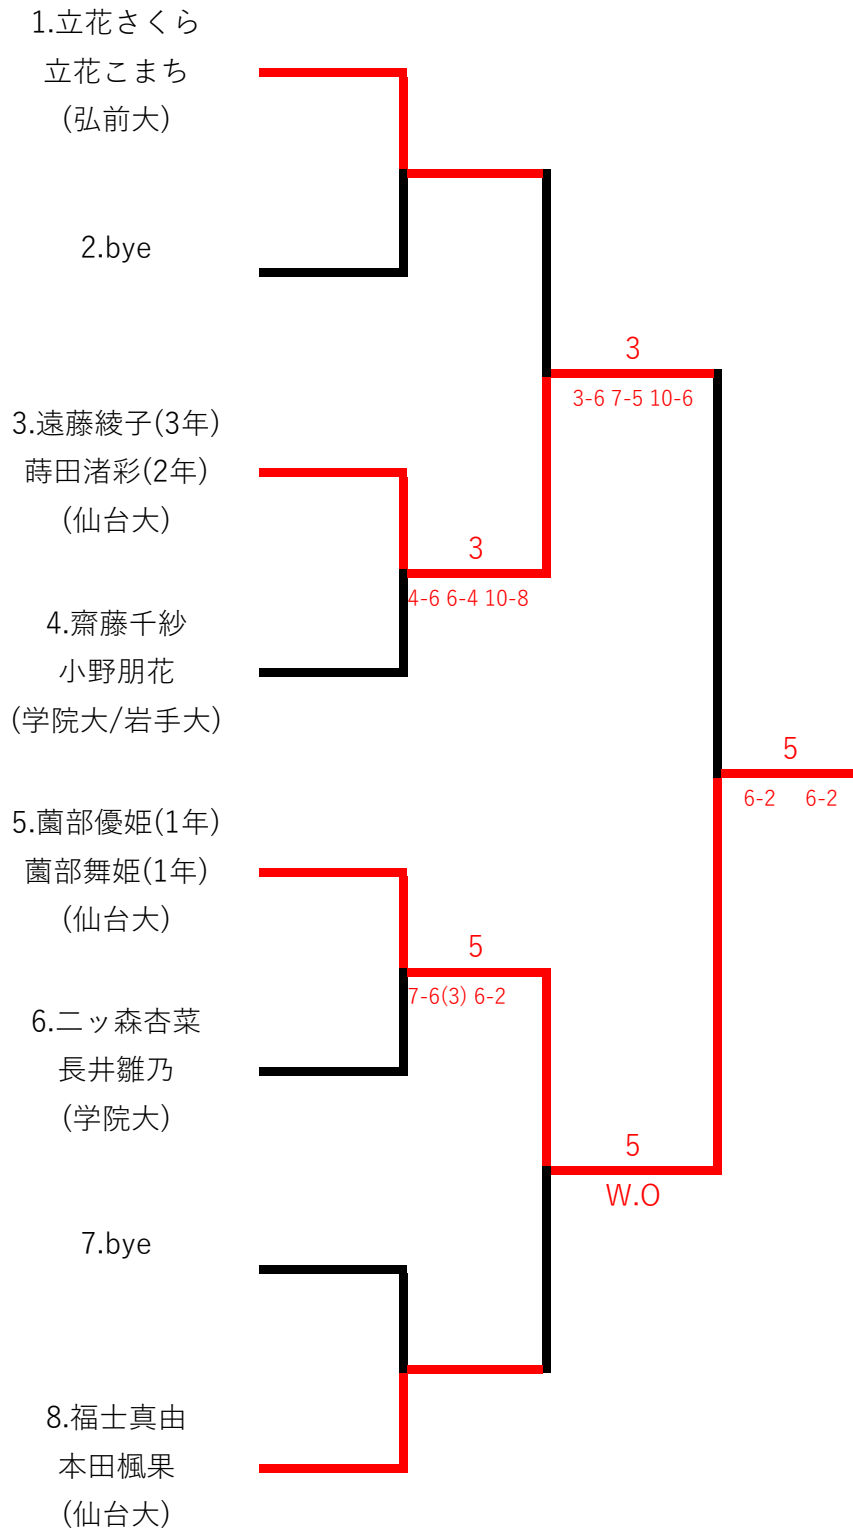 1.立花さくら
立花こまち
(弘前大)
2.bye
3
3-6 7-5 10-6
3.遠藤綾子(3年)
蒔田渚彩(2年)
(仙台大)
3
4-6 6-4 10-8
4.齋藤千紗
小野朋花
(学院大/岩手大)
5
6-2 6-2
5.薗部優姫(1年)
薗部舞姫(1年)
(仙台大)
5
7-6(3) 6-2
6.二ッ森杏菜
長井雛乃
(学院大)
5
W.O
7.bye
8.福士真由
本田楓果
(仙台大)